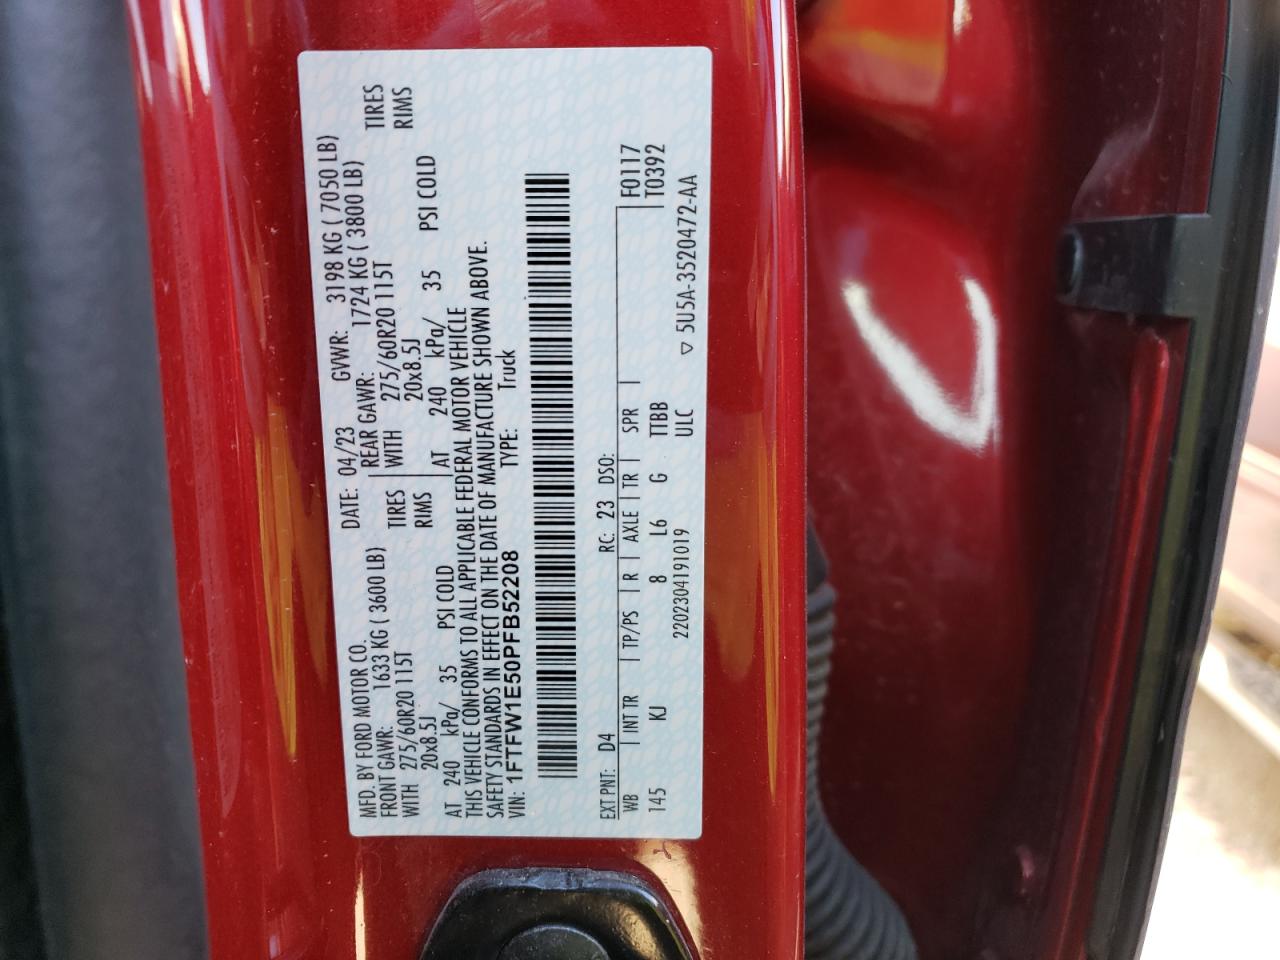 MFD. BY FORD MOTOR CO.
DATE: 04/23 GVWR: 3198 KG ( 7050 LB)
FRONT GAWR: 1633 KG ( 3600 LB) REAR GAWR: 1724 KG ( 3800 LB)
WITH 275/60R20 115T TIRES WITH 275/60R20 115T TIRES
20x8.5J RIMS 20x8.5J RIMS
AT 240 kPa/ 35 PSI COLD AT 240 kPa/ 35 PSI COLD
THIS VEHICLE CONFORMS TO ALL APPLICABLE FEDERAL MOTOR VEHICLE
SAFETY STANDARDS IN EFFECT ON THE DATE OF MANUFACTURE SHOWN ABOVE.
VIN: 1FTFW1E50PFB52208 TYPE: Truck
EXT PNT: D4 RC: 23 DSO: F0117
WB INT TR TP/PS R AXLE TR SPR T0392
145 KJ 8 L6 G TTBB
2202304191019 ULC ▽ 5U5A-3520472-AA